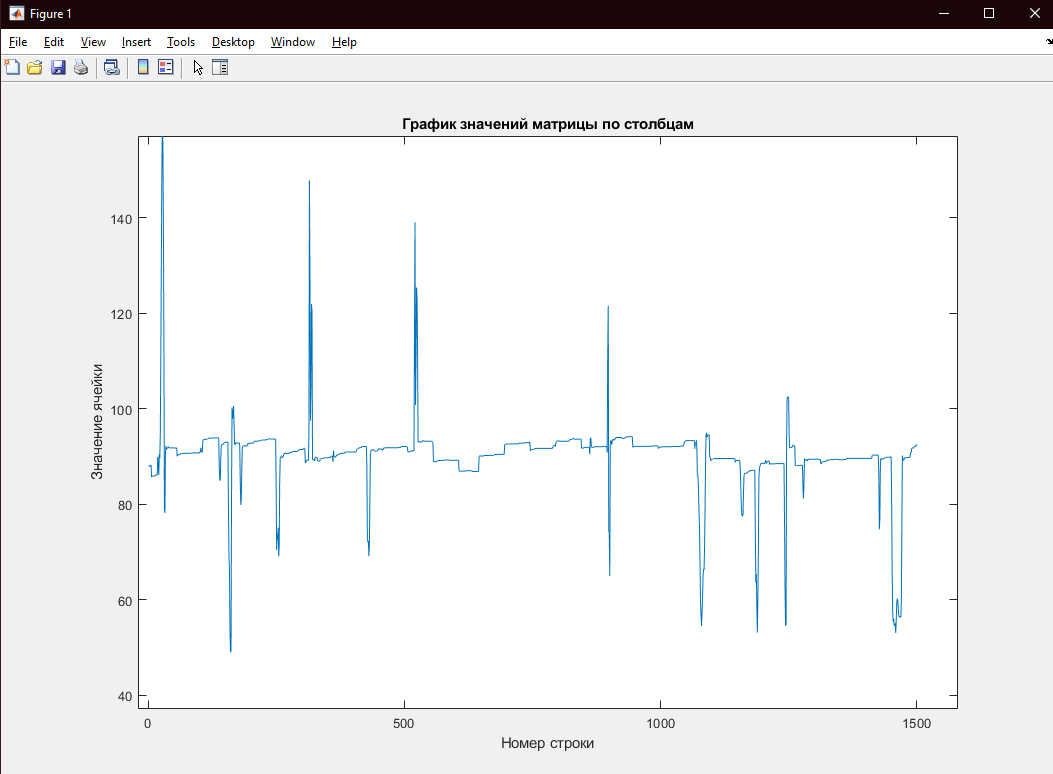 Figure 1
File Edit View Insert Tools Desktop Window Help
График значений матрицы по столбцам
140
120
100
80
60
40
Значение ячейки
0 500 1000 1500
Номер строки